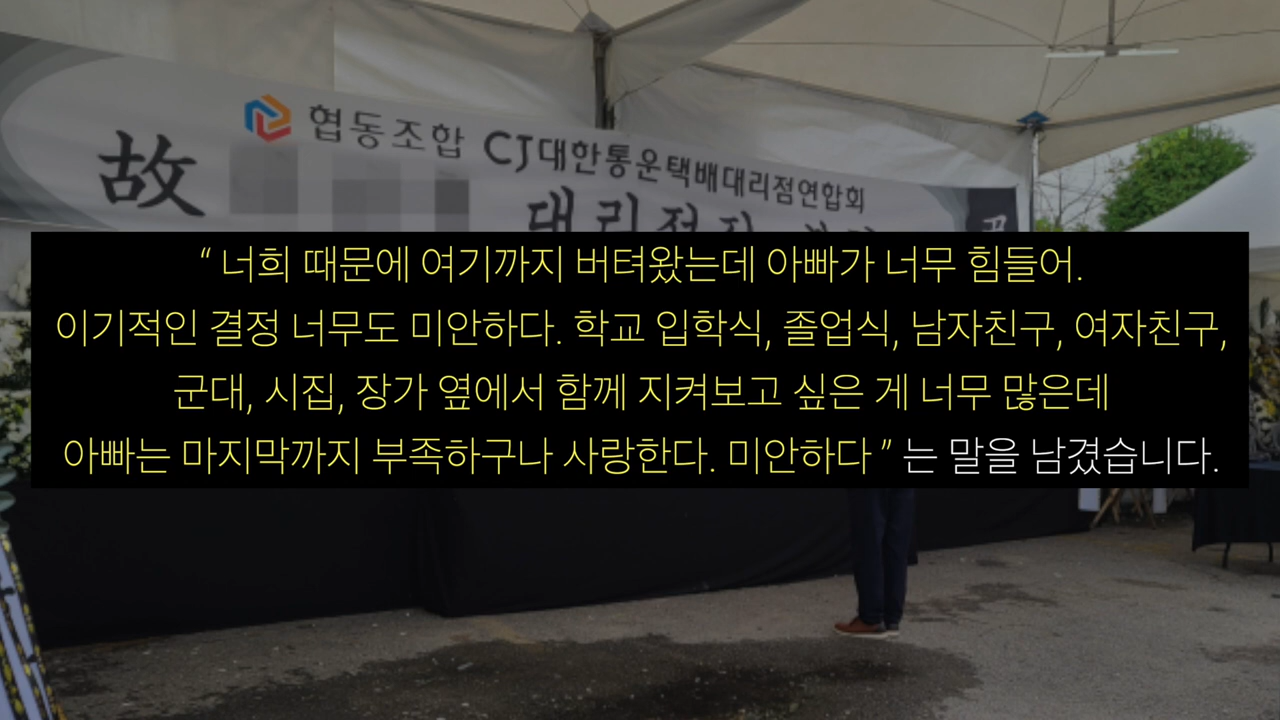 협동조합 CJ대한통운택배대리점연합회
故
“ 너희 때문에 여기까지 버텨왔는데 아빠가 너무 힘들어.
이기적인 결정 너무도 미안하다. 학교 입학식, 졸업식, 남자친구, 여자친구,
군대, 시집, 장가 옆에서 함께 지켜보고 싶은 게 너무 많은데
아빠는 마지막까지 부족하구나 사랑한다. 미안하다 ” 는 말을 남겼습니다.